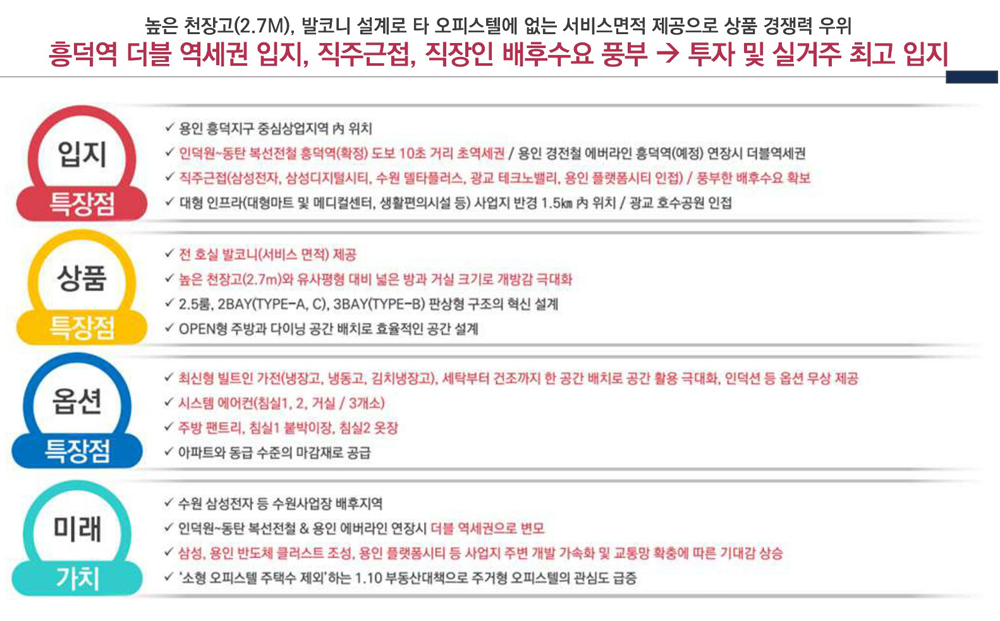 높은 천장고(2.7M), 발코니 설계로 타 오피스텔에 없는 서비스면적 제공으로 상품 경쟁력 우위
흥덕역 더블 역세권 입지, 직주근접, 직장인 배후수요 풍부 → 투자 및 실거주 최고 입지
입지
특장점
✓ 용인 흥덕지구 중심상업지역 內 위치
✓ 인덕원~동탄 복선전철 흥덕역(확정) 도보 10초 거리 초역세권 / 용인 경전철 에버라인 흥덕역(예정) 연장시 더블역세권
✓ 직주근접(삼성전자, 삼성디지털시티, 수원 델타플러스, 광교 테크노밸리, 용인 플랫폼시티 인접) / 풍부한 배후수요 확보
✓ 대형 인프라(대형마트 및 메디컬센터, 생활편의시설 등) 사업지 반경 1.5㎞ 內 위치 / 광교 호수공원 인접
상품
특장점
✓ 전 호실 발코니(서비스 면적) 제공
✓ 높은 천장고(2.7m)와 유사평형 대비 넓은 방과 거실 크기로 개방감 극대화
✓ 2.5룸, 2BAY(TYPE-A, C), 3BAY(TYPE-B) 판상형 구조의 혁신 설계
✓ OPEN형 주방과 다이닝 공간 배치로 효율적인 공간 설계
옵션
특장점
✓ 최신형 빌트인 가전(냉장고, 냉동고, 김치냉장고), 세탁부터 건조까지 한 공간 배치로 공간 활용 극대화, 인덕션 등 옵션 무상 제공
✓ 시스템 에어컨(침실1, 2, 거실 / 3개소)
✓ 주방 팬트리, 침실1 붙박이장, 침실2 옷장
✓ 아파트와 동급 수준의 마감재로 공급
미래
가치
✓ 수원 삼성전자 등 수원사업장 배후지역
✓ 인덕원~동탄 복선전철 & 용인 에버라인 연장시 더블 역세권으로 변모
✓ 삼성, 용인 반도체 클러스트 조성, 용인 플랫폼시티 등 사업지 주변 개발 가속화 및 교통망 확충에 따른 기대감 상승
✓ '소형 오피스텔 주택수 제외'하는 1.10 부동산대책으로 주거형 오피스텔의 관심도 급증